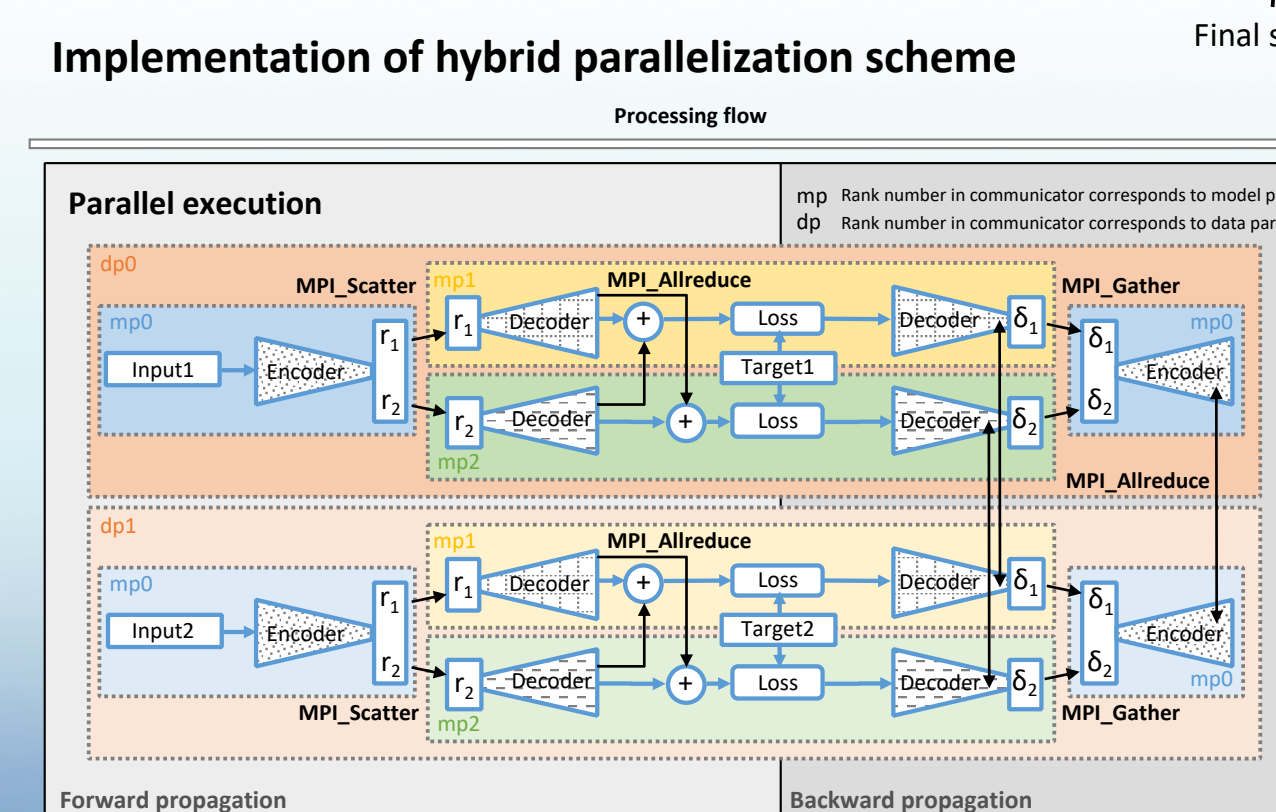 Final
Implementation of hybrid parallelization scheme
Processing flow
Parallel execution
mp Rank number in communicator corresponds to model
dp Rank number in communicator corresponds to data
dp0
MPI_Scatter
mp1
MPI_Allreduce
MPI_Gather
mp0
Input1
Encoder
r1
r2
r1
Decoder
+
Loss
Decoder
δ1
Target1
r2
Decoder
+
Loss
Decoder
δ2
mp2
δ1
δ2
mp0
Encoder
MPI_Allreduce
dp1
mp1
MPI_Allreduce
mp0
Input2
Encoder
r1
r2
r1
Decoder
+
Loss
Decoder
δ1
Target2
r2
Decoder
+
Loss
Decoder
δ2
mp2
δ1
δ2
Encoder
mp0
MPI_Scatter
MPI_Gather
Forward propagation
Backward propagation